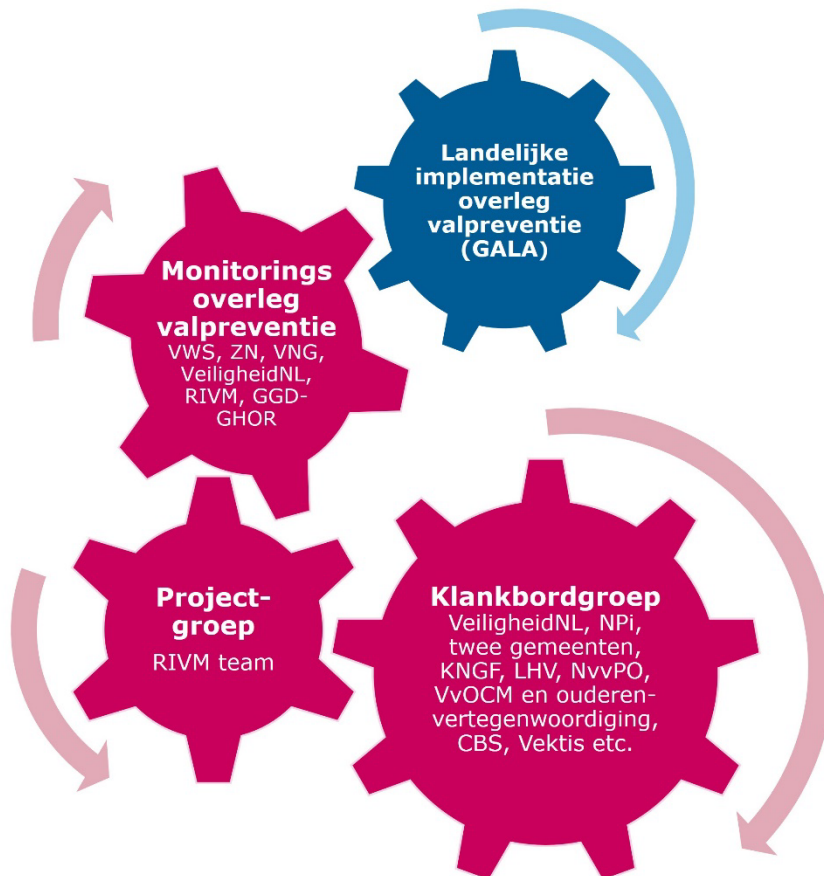 Landelijke
implementatie
overleg
valpreventie
(GALA)
Monitorings
overleg
valpreventie
VWS, ZN, VNG,
VeiligheidNL,
RIVM, GGD-
GHOR
Project-
groep
RIVM team
Klankbordgroep
VeiligheidNL, NPi,
twee gemeenten,
KNGF, LHV, NvvPO,
VvOCM en ouderen-
vertegenwoordiging,
CBS, Vektis etc.